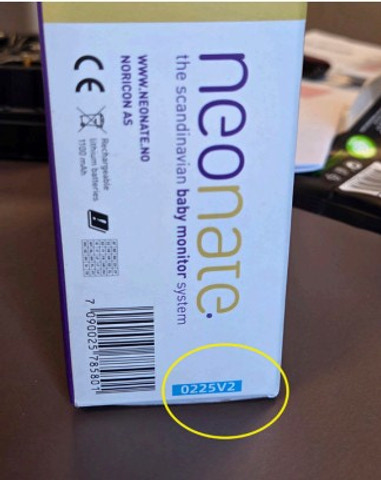 neonate.
the scandinavian baby monitor system
WWW.NEONATE.NO
NORICON AS
CE
Rechargeable
Lithium batteries
1100 mAh
7 090025 785801
0225V2